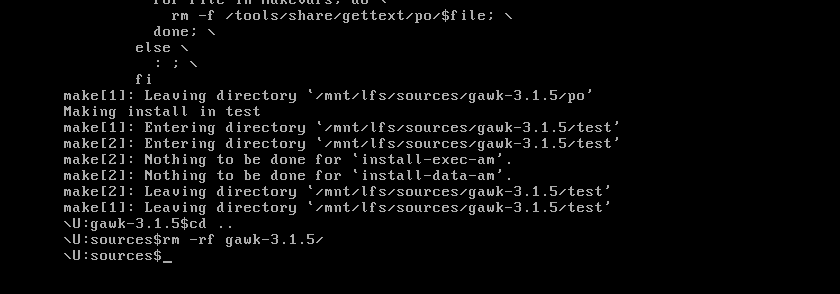 for file in Makevars; do \
rm -f /tools/share/gettext/po/$file; \
done; \
else \
: ; \
fi
make[1]: Leaving directory `/mnt/lfs/sources/gawk-3.1.5/po'
Making install in test
make[1]: Entering directory `/mnt/lfs/sources/gawk-3.1.5/test'
make[2]: Entering directory `/mnt/lfs/sources/gawk-3.1.5/test'
make[2]: Nothing to be done for `install-exec-am'.
make[2]: Nothing to be done for `install-data-am'.
make[2]: Leaving directory `/mnt/lfs/sources/gawk-3.1.5/test'
make[1]: Leaving directory `/mnt/lfs/sources/gawk-3.1.5/test'
\U:gawk-3.1.5$cd ..
\U:sources$rm -rf gawk-3.1.5/
\U:sources$_